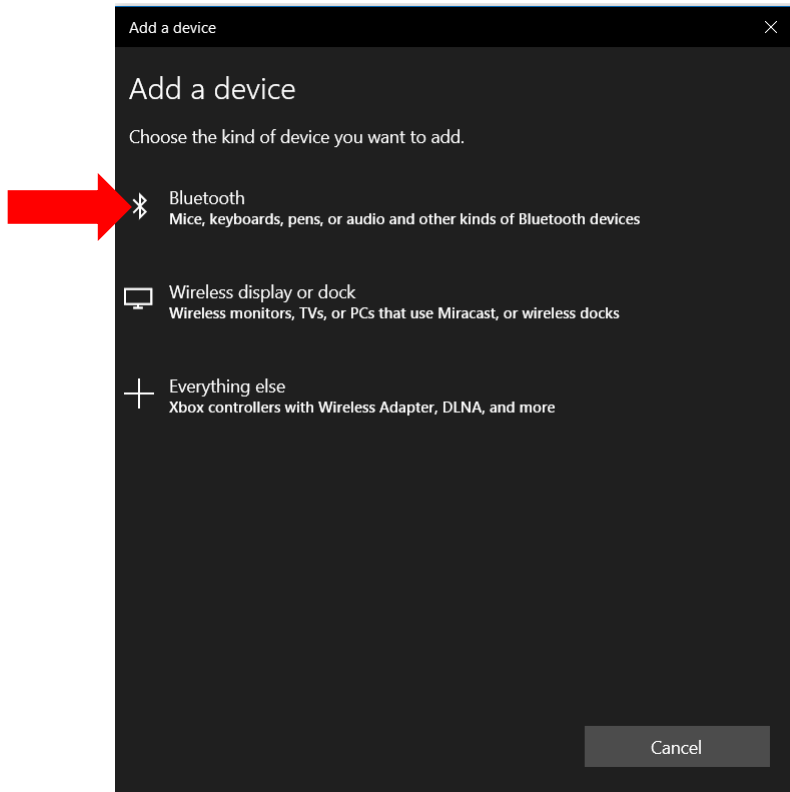 Add a device
Add a device
Choose the kind of device you want to add.
Bluetooth
Mice, keyboards, pens, or audio and other kinds of Bluetooth devices
Wireless display or dock
Wireless monitors, TVs, or PCs that use Miracast, or wireless docks
Everything else
Xbox controllers with Wireless Adapter, DLNA, and more
Cancel